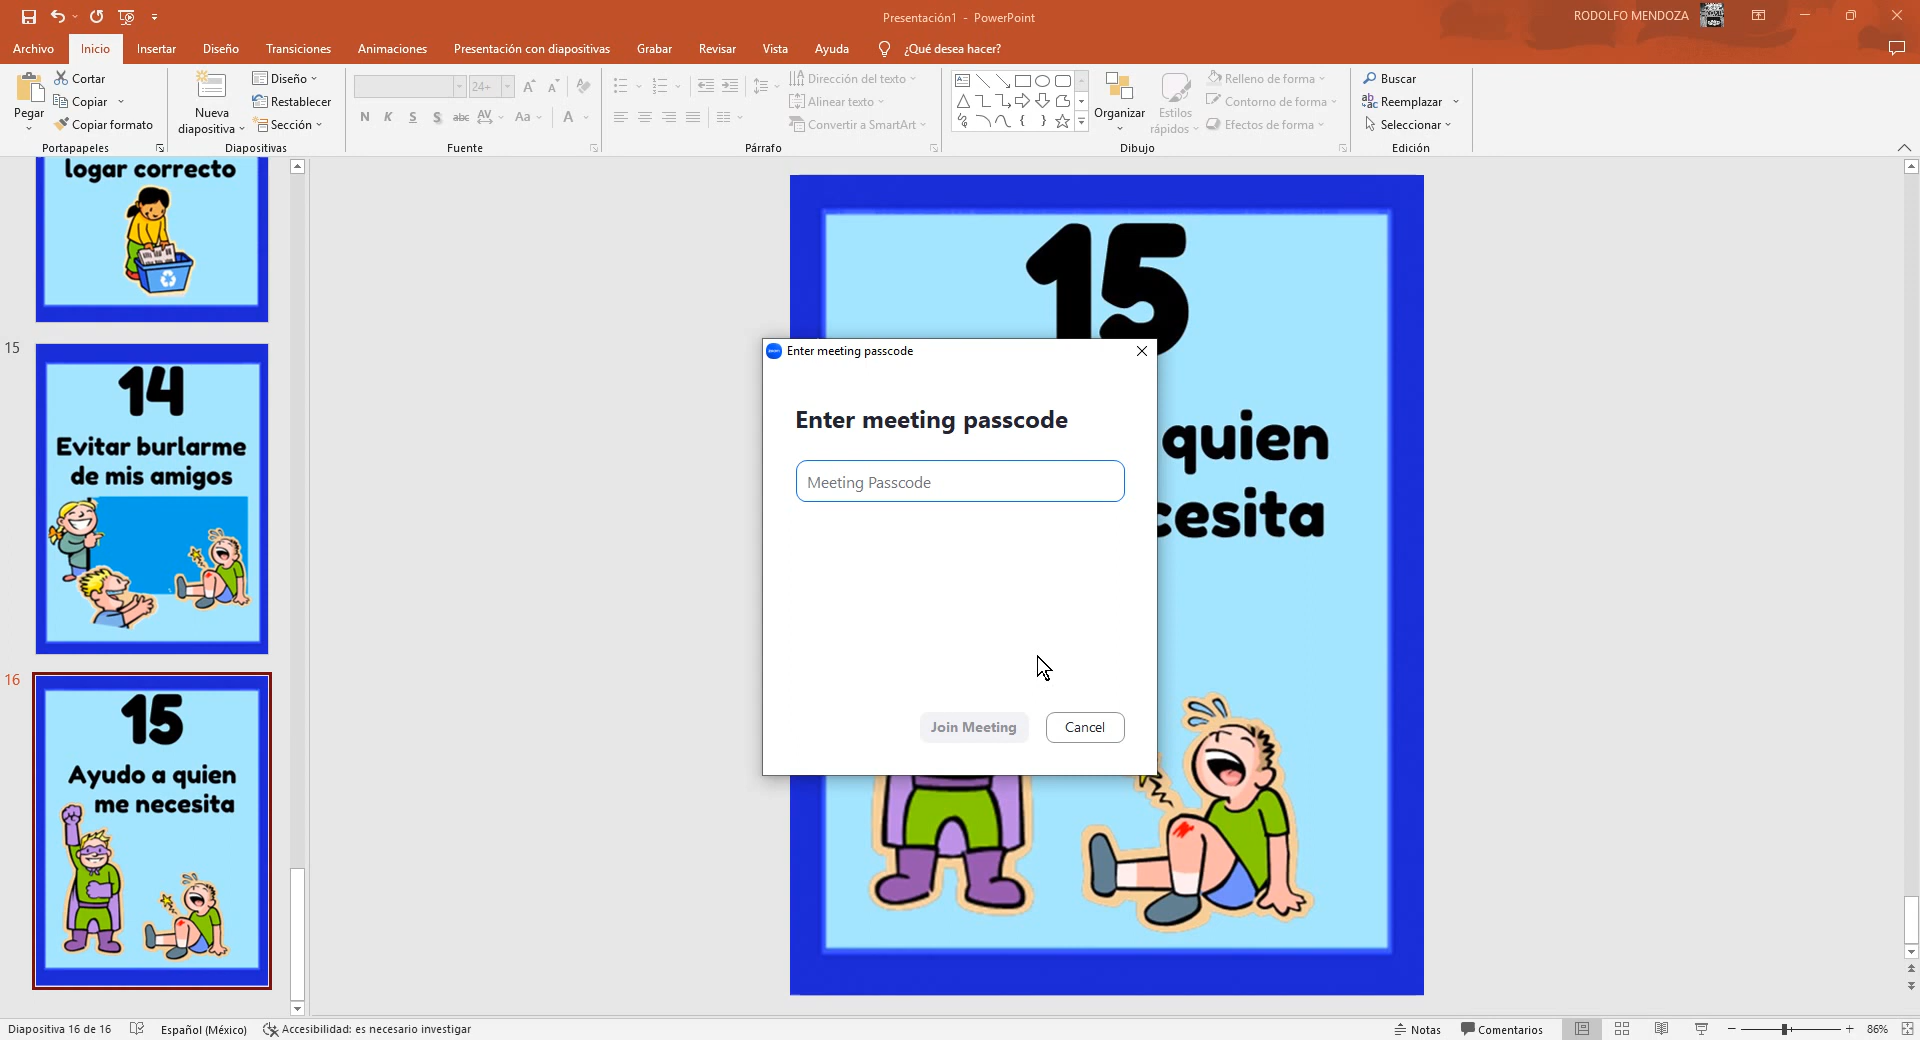 Presentación1 - PowerPoint
RODOLFO MENDOZA
Archivo
Inicio
Insertar
Diseño
Transiciones
Animaciones
Presentación con diapositivas
Grabar
Revisar
Vista
Ayuda
¿Qué desea hacer?
Pegar
Cortar
Copiar
Copiar formato
Portapapeles
Nueva
diapositiva
Diseño
Restablecer
Sección
Diapositivas
24+
N K S S abc AV Aa A
Fuente
Dirección del texto
Alinear texto
Convertir a SmartArt
Párrafo
Organizar
Estilos
rápidos
Relleno de forma
Contorno de forma
Efectos de forma
Dibujo
Buscar
Reemplazar
Seleccionar
Edición
logar correcto
15
14
Evitar burlarme
de mis amigos
16
15
Ayudo a quien
me necesita
15
quien
cesita
Enter meeting passcode
Enter meeting passcode
Meeting Passcode
Join Meeting
Cancel
Diapositiva 16 de 16
Español (México)
Accesibilidad: es necesario investigar
Notas
Comentarios
86%